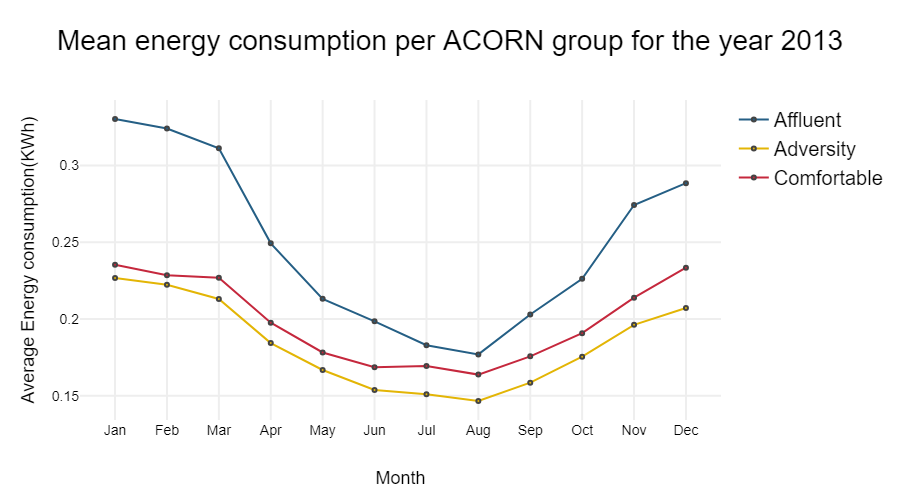 Mean energy consumption per ACORN group for the year 2013
Average Energy consumption(KWh)
0.3
0.25
0.2
0.15
Jan Feb Mar Apr May Jun Jul Aug Sep Oct Nov Dec
Month
Affluent
Adversity
Comfortable